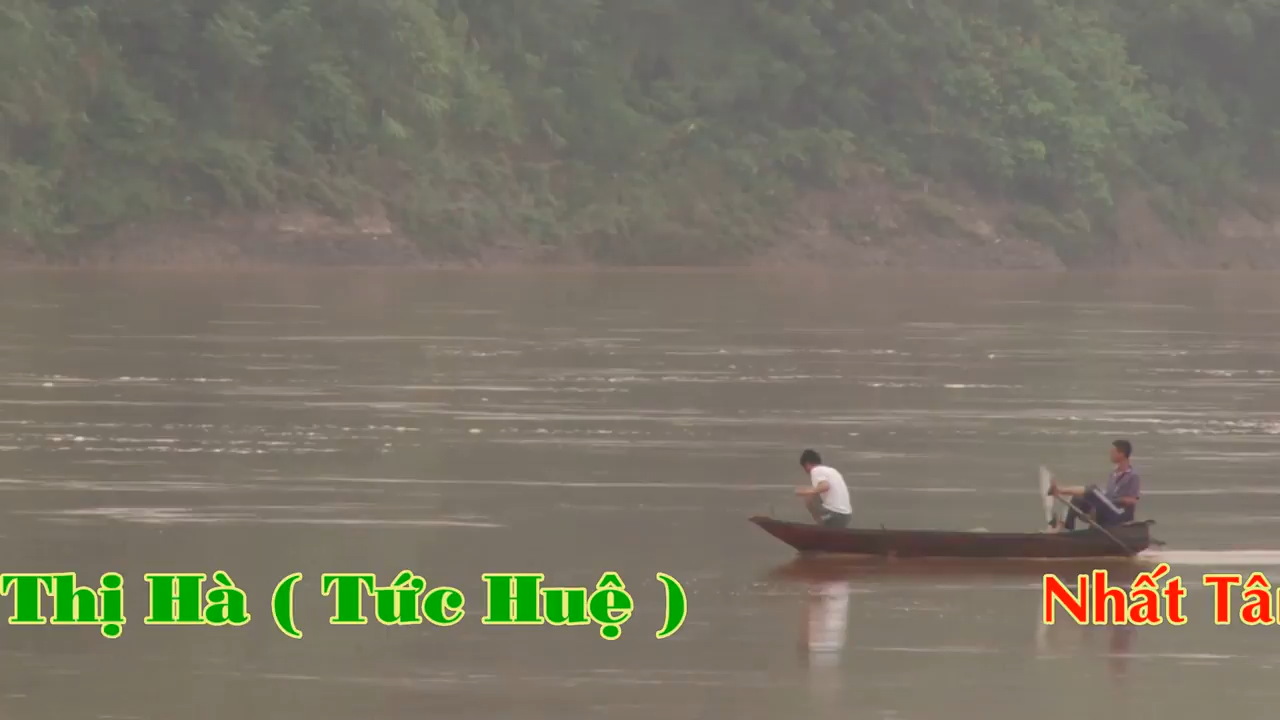 Thị Hà ( Tức Huệ ) Nhất